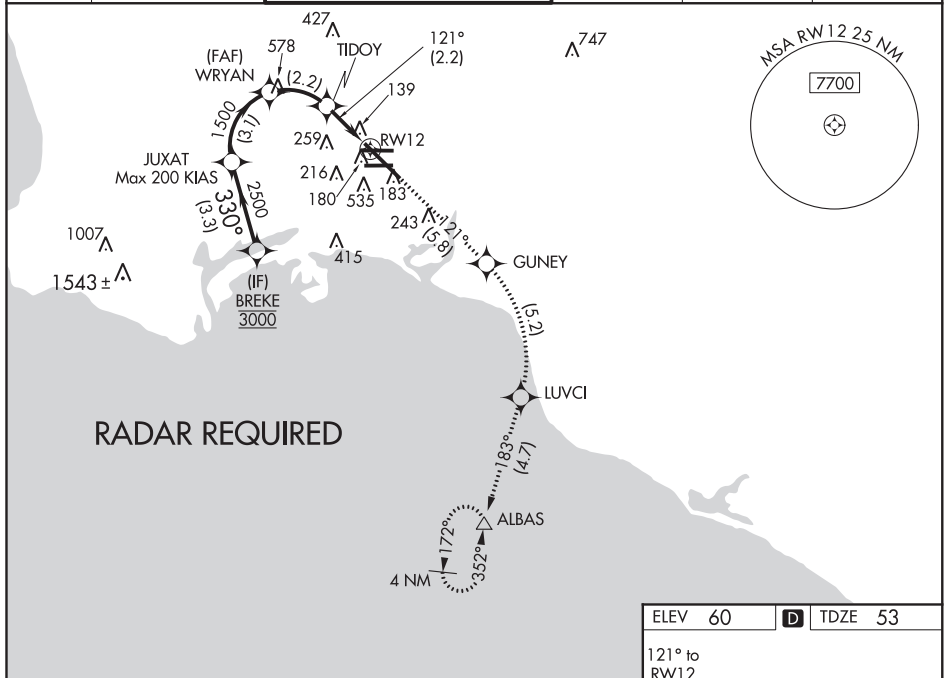 427
TIDOY
121°
(2.2)
747
MSA RW12 25 NM
7700
(FAF)
WRYAN
578
(2.2)
139
1500
(3.1)
259
RW12
JUXAT
Max 200 KIAS
216
180
535
183
330°
(3.3)
2500
243
121°
(5.8)
1007
1543 ±
415
GUNEY
(IF)
BREKE
3000
(5.2)
LUVCI
RADAR REQUIRED
183°
(4.7)
ALBAS
172°
352°
4 NM
ELEV 60 D TDZE 53
121° to
RW12